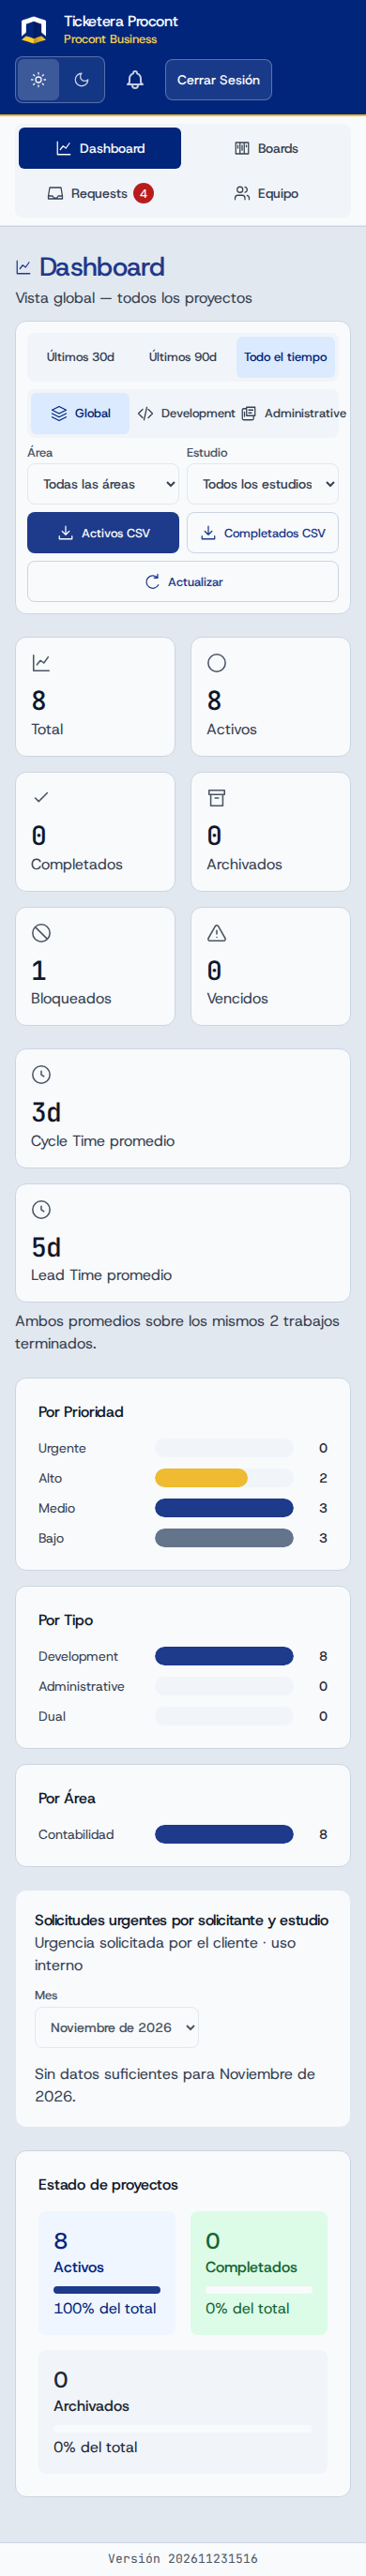 Ticketera Procont
Procont Business
Cerrar Sesión
Dashboard
Boards
Requests 4
Equipo
Dashboard
Vista global — todos los proyectos
Últimos 30d
Últimos 90d
Todo el tiempo
Global
Development
Administrative
Área
Estudio
Todas las áreas
Todos los estudios
Activos CSV
Completados CSV
Actualizar
8
Total
8
Activos
0
Completados
0
Archivados
1
Bloqueados
0
Vencidos
3d
Cycle Time promedio
5d
Lead Time promedio
Ambos promedios sobre los mismos 2 trabajos
terminados.
Por Prioridad
Urgente 0
Alto 2
Medio 3
Bajo 3
Por Tipo
Development 8
Administrative 0
Dual 0
Por Área
Contabilidad 8
Solicitudes urgentes por solicitante y estudio
Urgencia solicitada por el cliente · uso
interno
Mes
Noviembre de 2026
Sin datos suficientes para Noviembre de
2026.
Estado de proyectos
8
Activos
100% del total
0
Completados
0% del total
0
Archivados
0% del total
Versión 202611231516